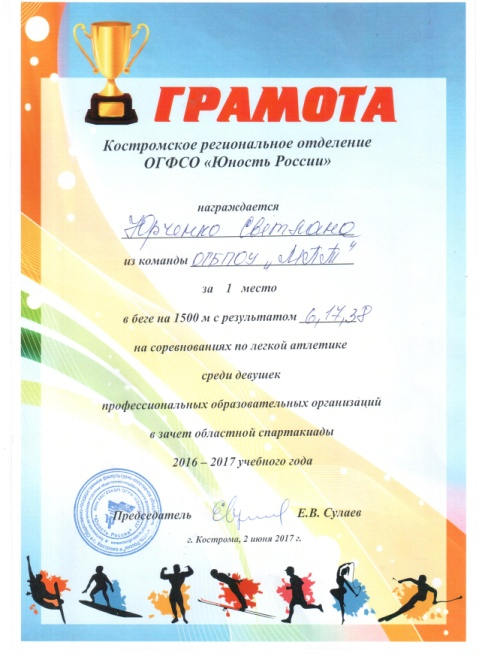 ГРАМОТА
Костромское региональное отделение
ОГФСО «Юность России»
награждается
Юрченко Светлана
из команды ОГБПОУ „
за 1 место
в беге на 1500 м с результатом 6,17,38
на соревнованиях по легкой атлетике
среди девушек
профессиональных образовательных организаций
в зачет областной спартакиады
2016 – 2017 учебного года
Председатель Е.В. Сулаев
г. Кострома, 2 июня 2017 г.